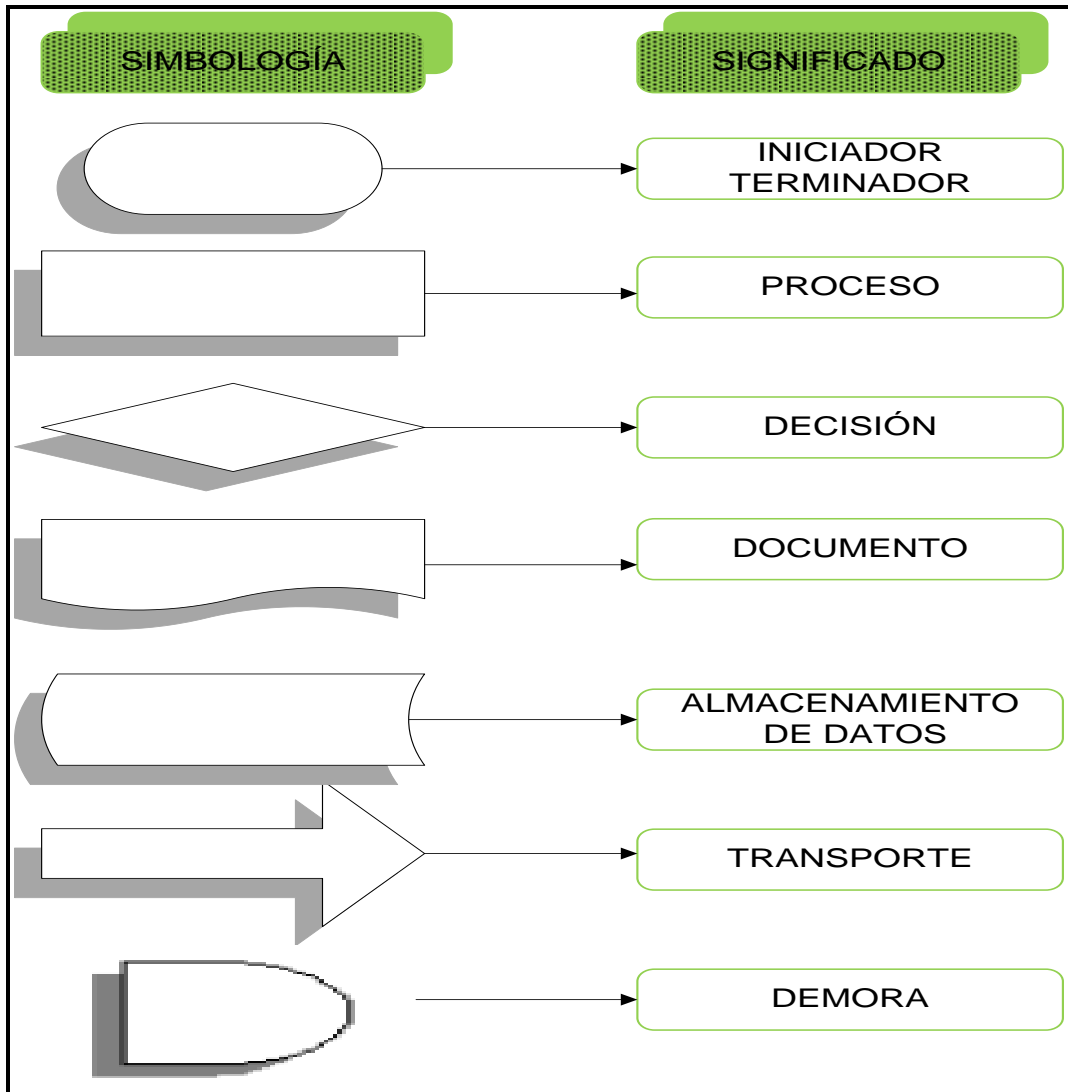 SIMBOLOGÍA
SIGNIFICADO
INICIADOR
TERMINADOR
PROCESO
DECISIÓN
DOCUMENTO
ALMACENAMIENTO
DE DATOS
TRANSPORTE
DEMORA